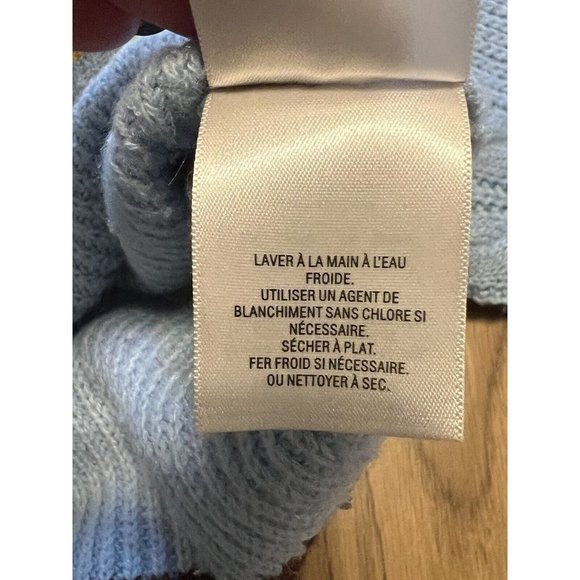 LAVER À LA MAIN À L'EAU
FROIDE.
UTILISER UN AGENT DE
BLANCHIMENT SANS CHLORE SI
NÉCESSAIRE.
SÉCHER À PLAT.
FER FROID SI NÉCESSAIRE.
OU NETTOYER À SEC.